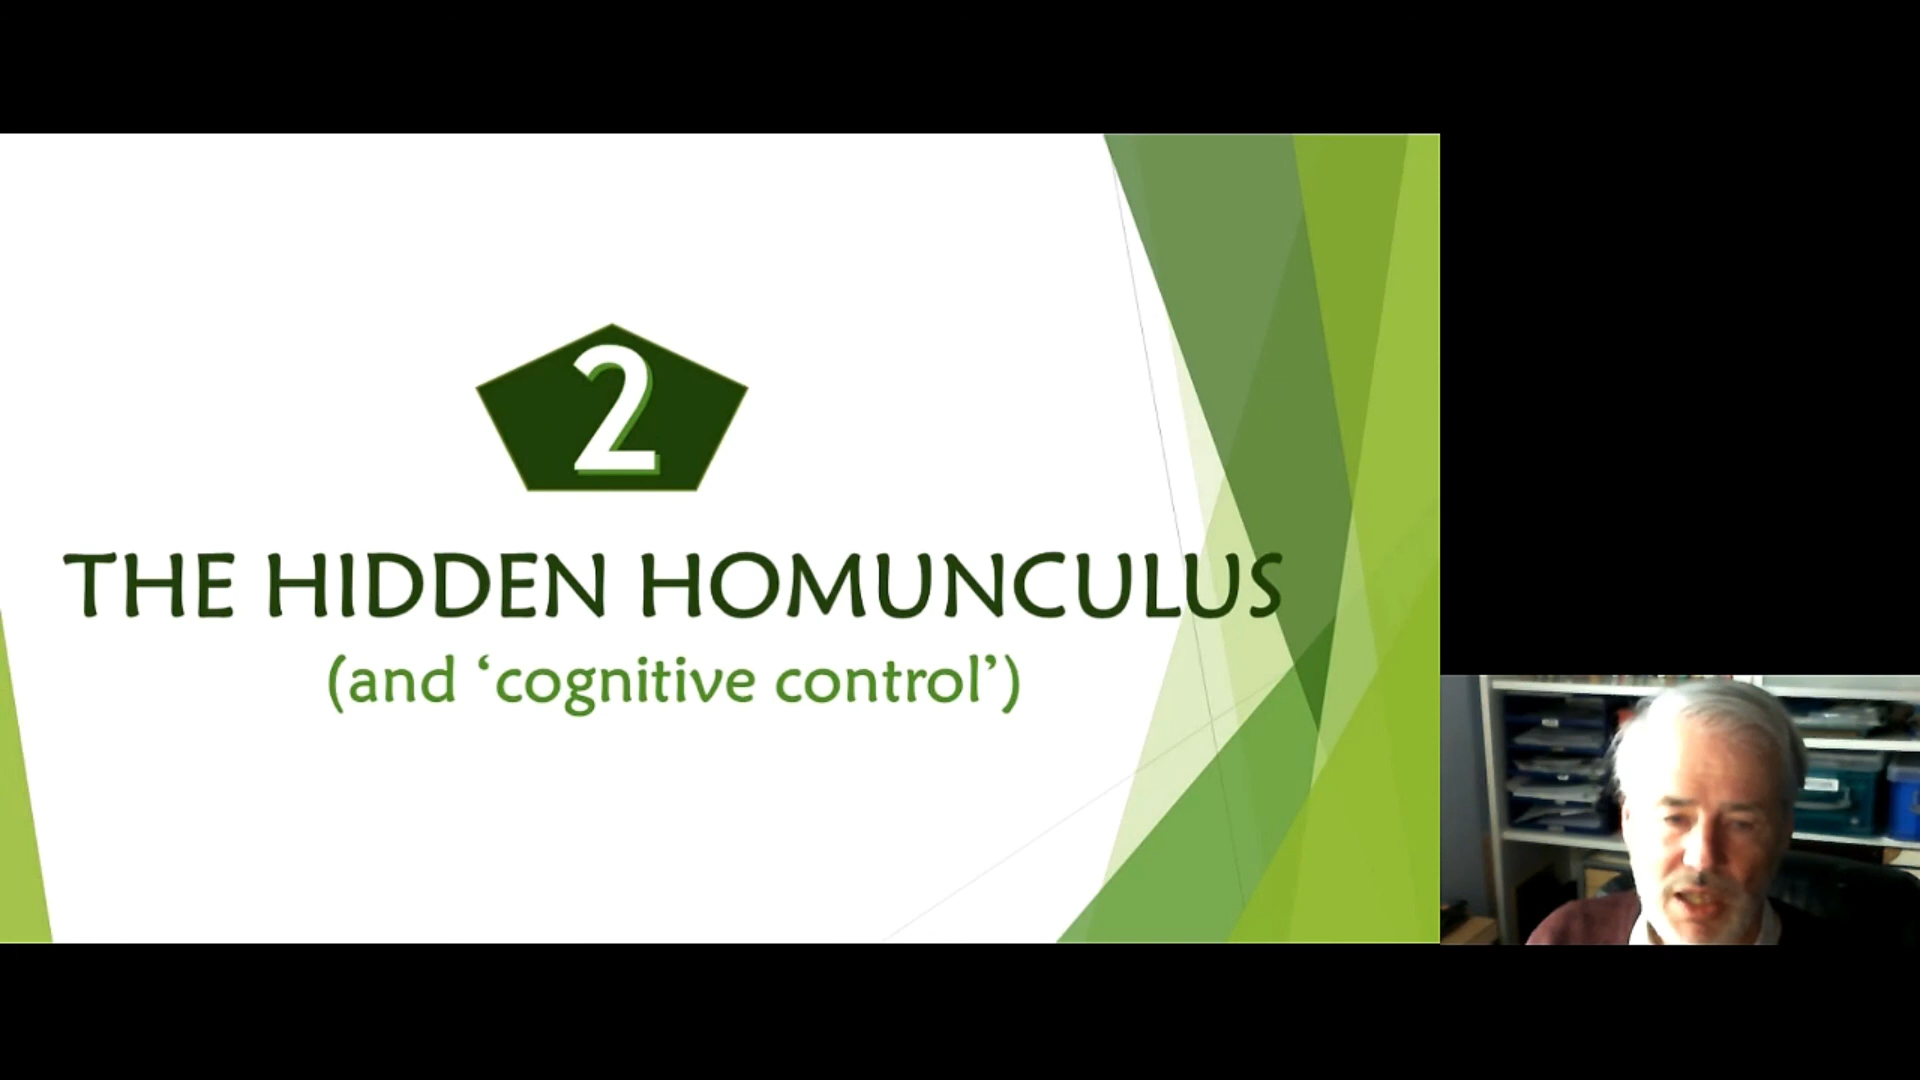 2
THE HIDDEN HOMUNCULUS
(and ‘cognitive control’)